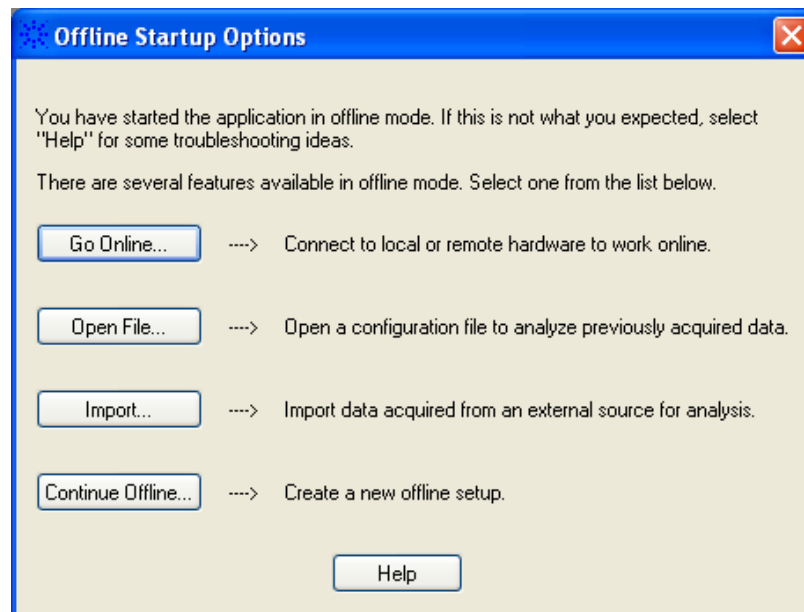 Offline Startup Options
You have started the application in offline mode. If this is not what you expected, select
"Help" for some troubleshooting ideas.
There are several features available in offline mode. Select one from the list below.
Go Online... ----> Connect to local or remote hardware to work online.
Open File... ----> Open a configuration file to analyze previously acquired data.
Import... ----> Import data acquired from an external source for analysis.
Continue Offline... ----> Create a new offline setup.
Help